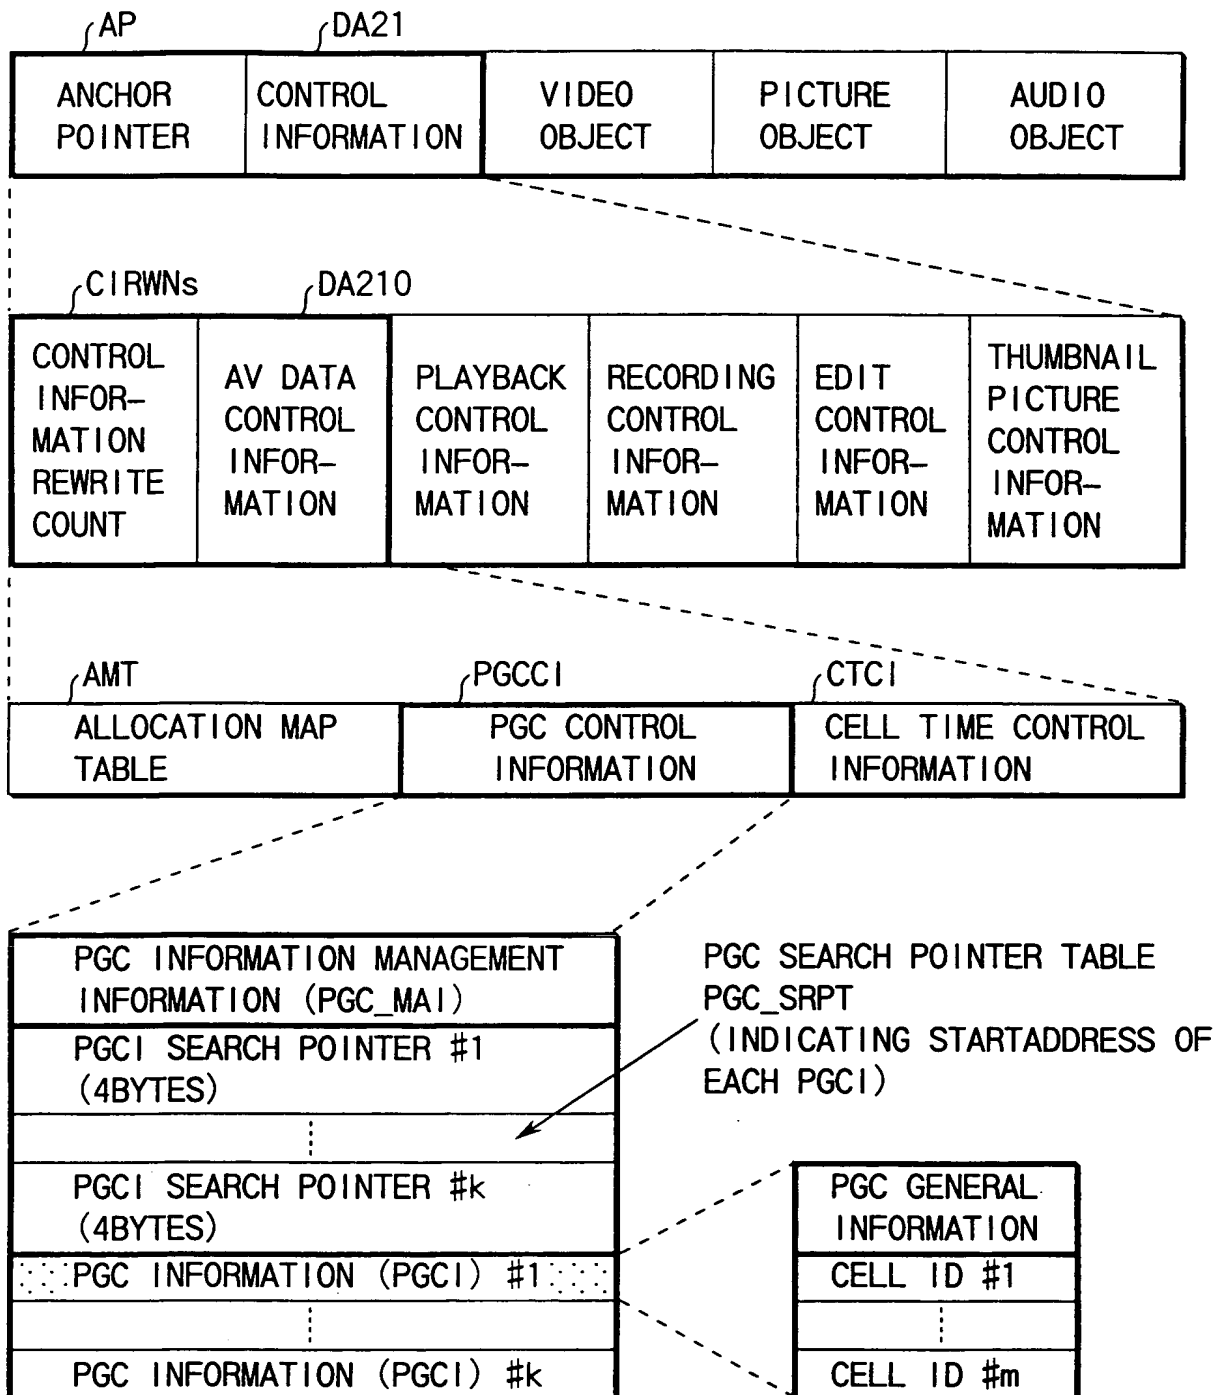 AP
DA21
ANCHOR
POINTER
CONTROL
INFORMATION
VIDEO
OBJECT
PICTURE
OBJECT
AUDIO
OBJECT
CIRWNs
DA210
CONTROL
INFOR-
MATION
REWRITE
COUNT
AV DATA
CONTROL
INFOR-
MATION
PLAYBACK
CONTROL
INFOR-
MATION
RECORDING
CONTROL
INFOR-
MATION
EDIT
CONTROL
INFOR-
MATION
THUMBNAIL
PICTURE
CONTROL
INFOR-
MATION
AMT
PGCCI
CTCI
ALLOCATION MAP
TABLE
PGC CONTROL
INFORMATION
CELL TIME CONTROL
INFORMATION
PGC INFORMATION MANAGEMENT
INFORMATION (PGC_MAI)
PGCI SEARCH POINTER #1
(4BYTES)
PGCI SEARCH POINTER #k
(4BYTES)
PGC INFORMATION (PGCI) #1
PGC INFORMATION (PGCI) #k
PGC SEARCH POINTER TABLE
PGC_SRPT
(INDICATING STARTADDRESS OF
EACH PGCI)
PGC GENERAL
INFORMATION
CELL ID #1
CELL ID #m